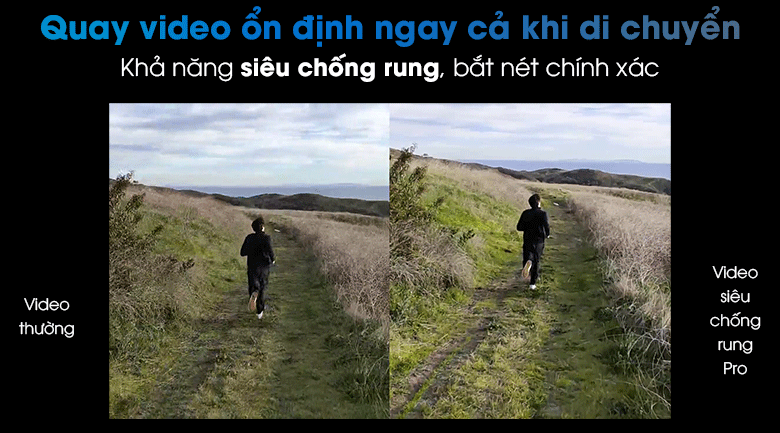 Quay video ổn định ngay cả khi di chuyển
Khả năng siêu chống rung, bắt nét chính xác
Video
thường
Video
siêu
chống
rung
Pro